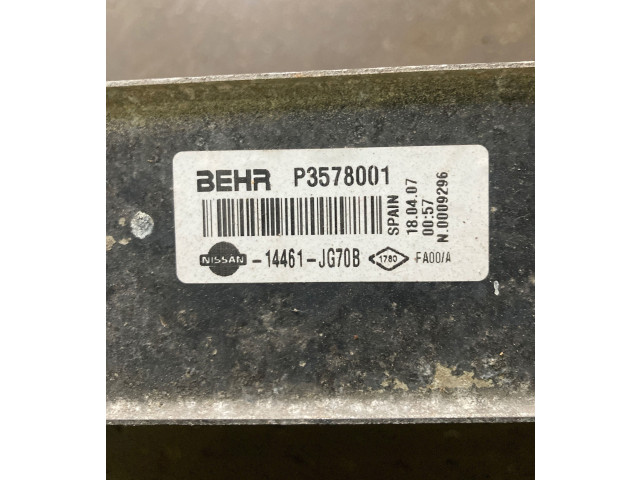 BEHR P3578001
SPAIN
18.04.07
00:57
N.0009296
NISSAN -14461-JG70B 1780 FA00/A